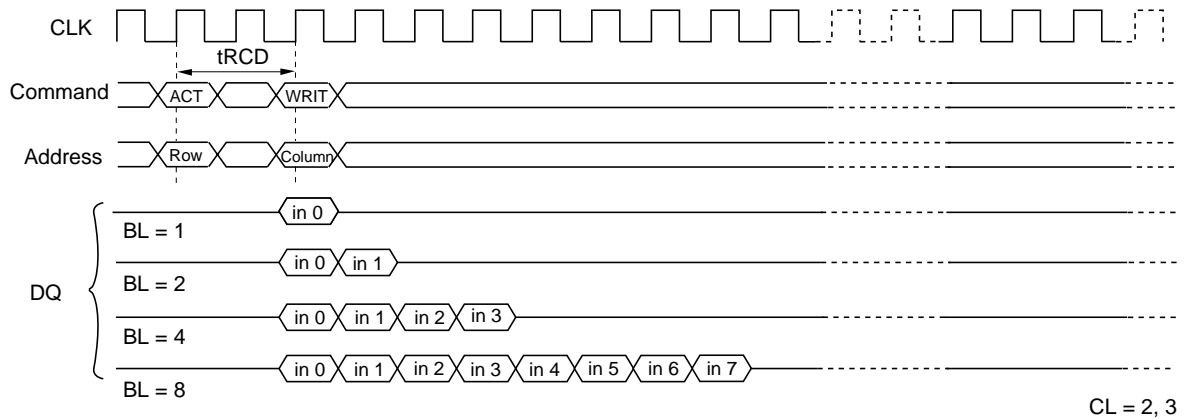 CLK
tRCD
Command ACT WRIT
Address Row Column
in 0
BL = 1
in 0 in 1
BL = 2
DQ
in 0 in 1 in 2 in 3
BL = 4
in 0 in 1 in 2 in 3 in 4 in 5 in 6 in 7
BL = 8
CL = 2, 3